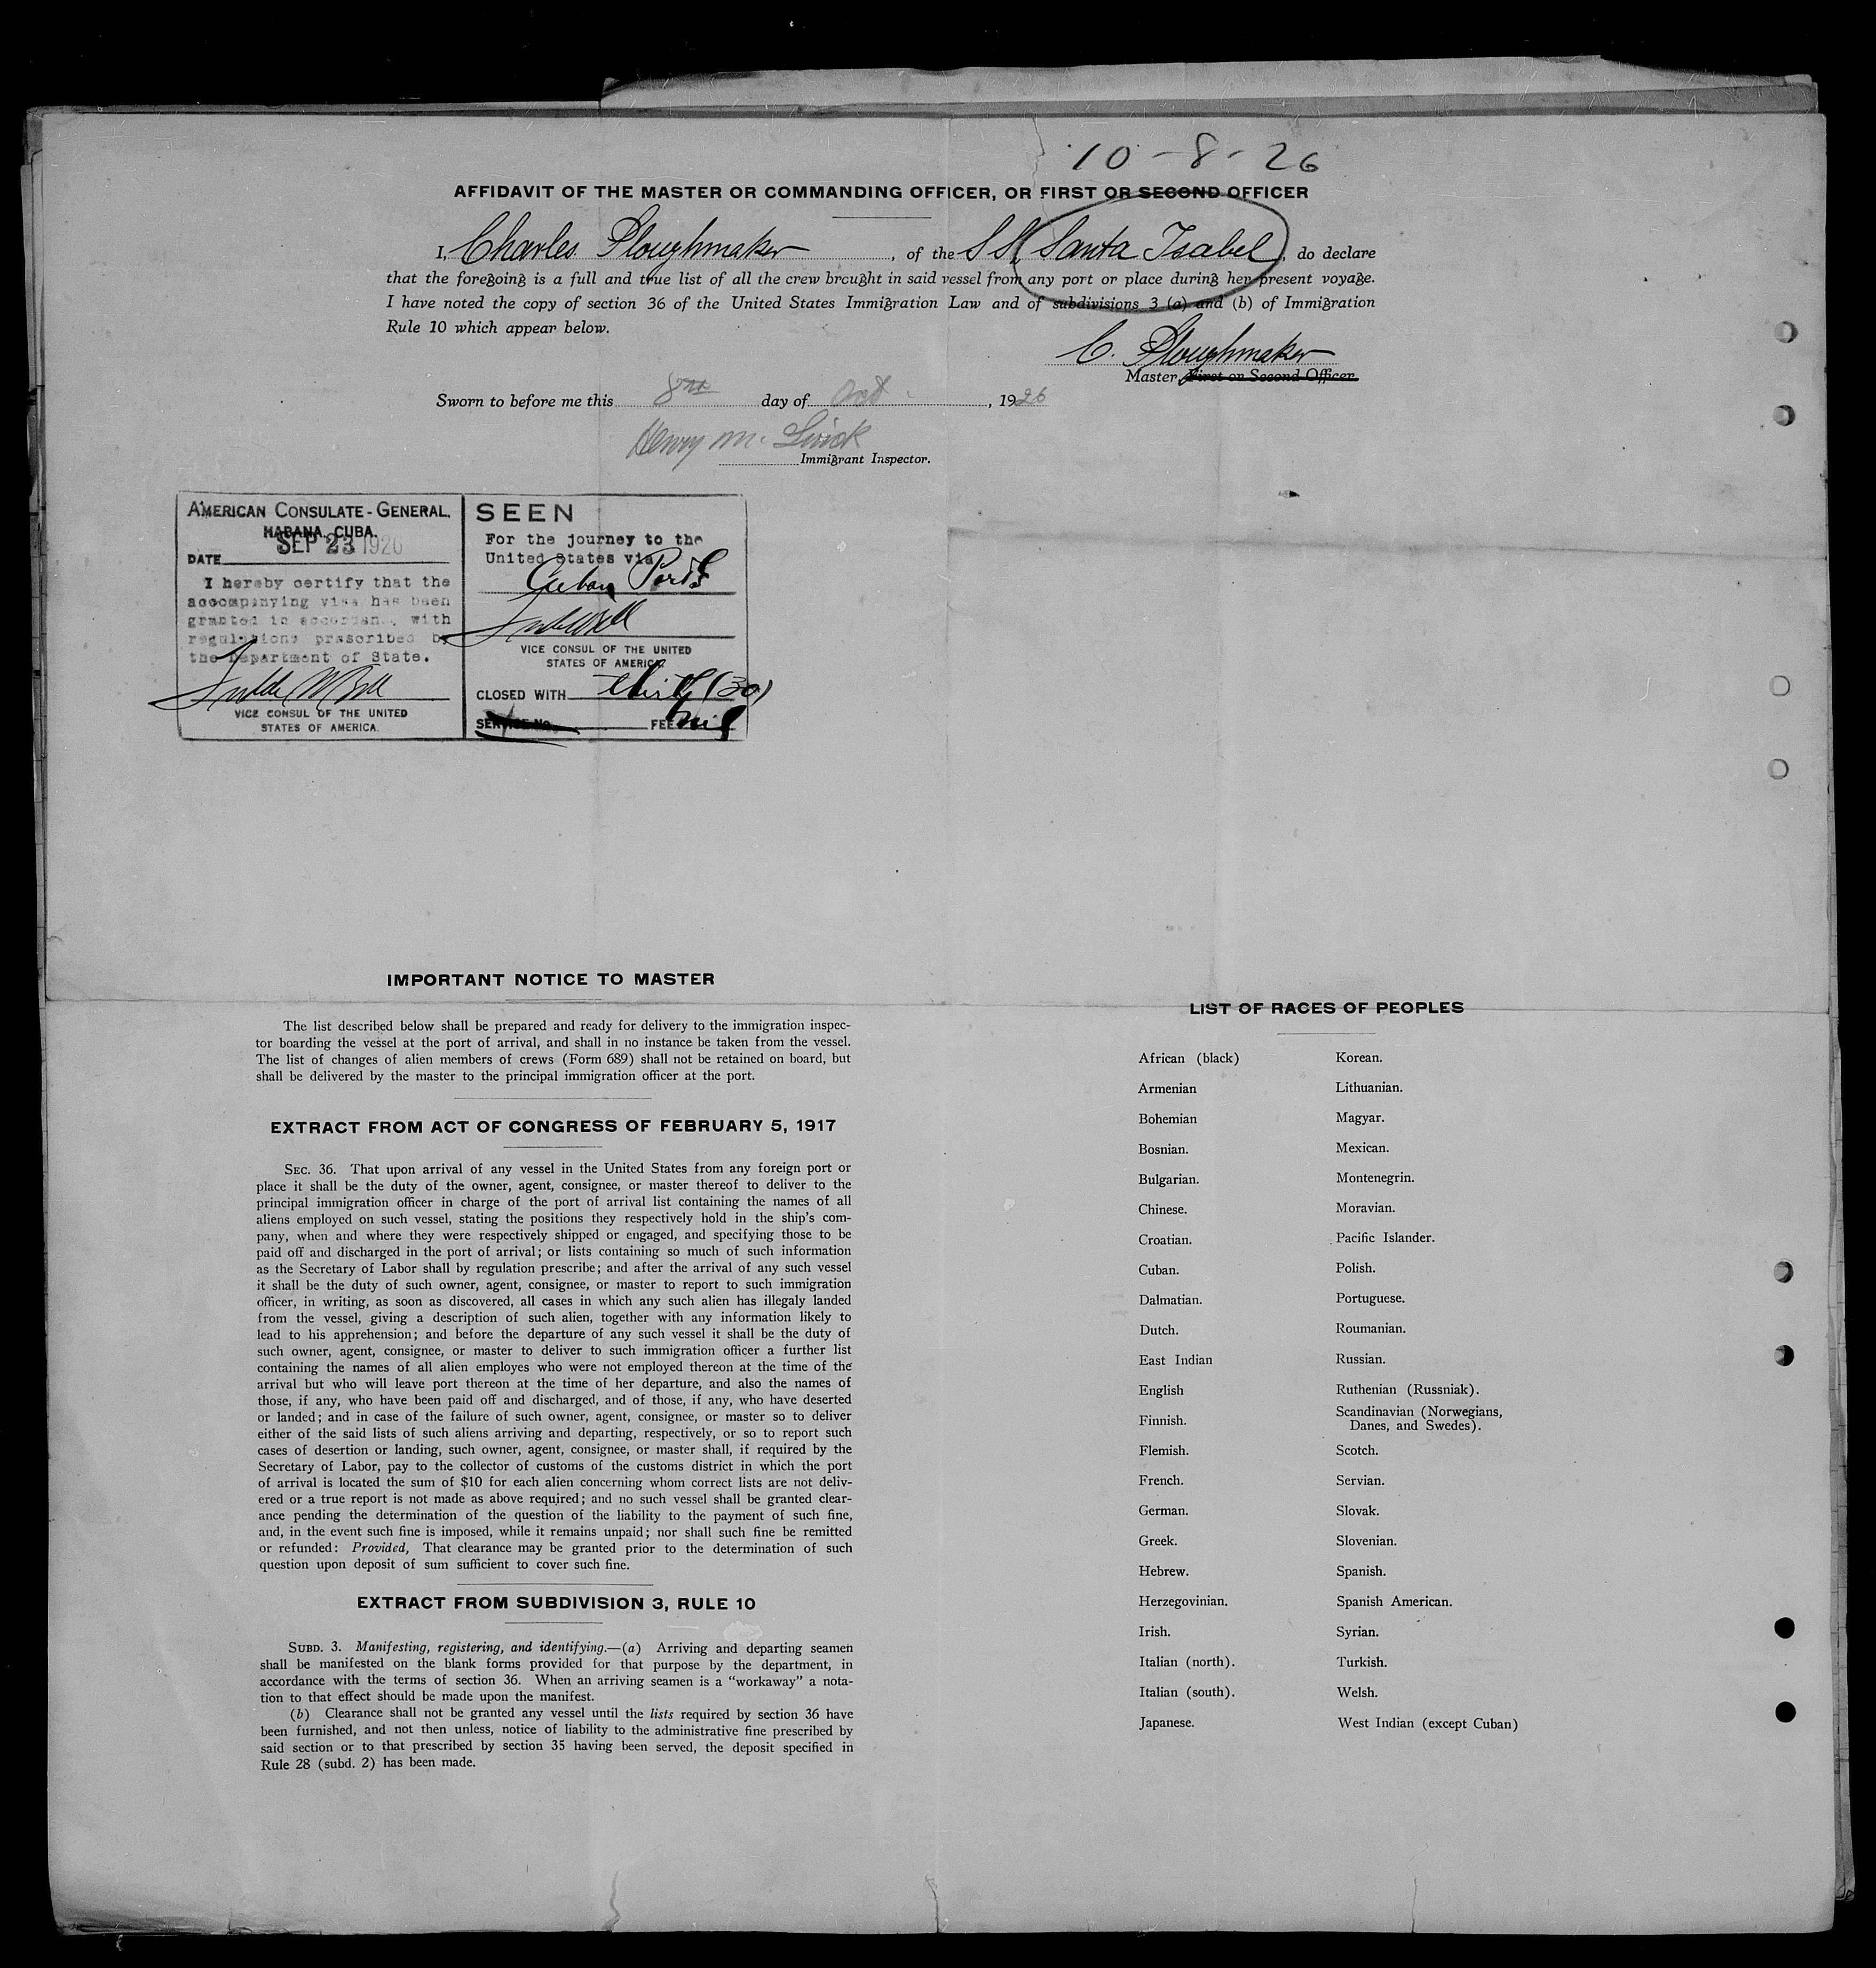 10-8-26
AFFIDAVIT OF THE MASTER OR COMMANDING OFFICER, OR FIRST OR SECOND OFFICER
I, Charles Ploughmaker, of the SS Santa Isabel, do declare
that the foregoing is a full and true list of all the crew brought in said vessel from any port or place during her present voyage.
I have noted the copy of section 36 of the United States Immigration Law and of subdivisions 3 (a) and (b) of Immigration
Rule 10 which appear below.
C. Ploughmaker
Master, First or Second Officer.
Sworn to before me this 8th day of Oct., 1926
Henry M.
Immigrant Inspector.
AMERICAN CONSULATE-GENERAL,
HABANA, CUBA.
DATE SEP 23 1926
I hereby certify that the
accompanying visa has been
granted in accordance with
regulations prescribed by
the Department of State.
VICE CONSUL OF THE UNITED
STATES OF AMERICA.
SEEN
For the journey to the
United States via
Cuban Ports
VICE CONSUL OF THE UNITED
STATES OF AMERICA.
CLOSED WITH thirty (30)
SERVICE No. FEE nil
IMPORTANT NOTICE TO MASTER
The list described below shall be prepared and ready for delivery to the immigration inspec-
tor boarding the vessel at the port of arrival, and shall in no instance be taken from the vessel.
The list of changes of alien members of crews (Form 689) shall not be retained on board, but
shall be delivered by the master to the principal immigration officer at the port.
EXTRACT FROM ACT OF CONGRESS OF FEBRUARY 5, 1917
SEC. 36. That upon arrival of any vessel in the United States from any foreign port or
place it shall be the duty of the owner, agent, consignee, or master thereof to deliver to the
principal immigration officer in charge of the port of arrival list containing the names of all
aliens employed on such vessel, stating the positions they respectively hold in the ship's com-
pany, when and where they were respectively shipped or engaged, and specifying those to be
paid off and discharged in the port of arrival; or lists containing so much of such information
as the Secretary of Labor shall by regulation prescribe; and after the arrival of any such vessel
it shall be the duty of such owner, agent, consignee, or master to report to such immigration
officer, in writing, as soon as discovered, all cases in which any such alien has illegaly landed
from the vessel, giving a description of such alien, together with any information likely to
lead to his apprehension; and before the departure of any such vessel it shall be the duty of
such owner, agent, consignee, or master to deliver to such immigration officer a further list
containing the names of all alien employes who were not employed thereon at the time of the
arrival but who will leave port thereon at the time of her departure, and also the names of
those, if any, who have been paid off and discharged, and of those, if any, who have deserted
or landed; and in case of the failure of such owner, agent, consignee, or master so to deliver
either of the said lists of such aliens arriving and departing, respectively, or so to report such
cases of desertion or landing, such owner, agent, consignee, or master shall, if required by the
Secretary of Labor, pay to the collector of customs of the customs district in which the port
of arrival is located the sum of $10 for each alien concerning whom correct lists are not deliv-
ered or a true report is not made as above required; and no such vessel shall be granted clear-
ance pending the determination of the question of the liability to the payment of such fine,
and, in the event such fine is imposed, while it remains unpaid; nor shall such fine be remitted
or refunded: Provided, That clearance may be granted prior to the determination of such
question upon deposit of sum sufficient to cover such fine.
EXTRACT FROM SUBDIVISION 3, RULE 10
SUBD. 3. Manifesting, registering, and identifying.—(a) Arriving and departing seamen
shall be manifested on the blank forms provided for that purpose by the department, in
accordance with the terms of section 36. When an arriving seamen is a "workaway" a nota-
tion to that effect should be made upon the manifest.
(b) Clearance shall not be granted any vessel until the lists required by section 36 have
been furnished, and not then unless, notice of liability to the administrative fine prescribed by
said section or to that prescribed by section 35 having been served, the deposit specified in
Rule 28 (subd. 2) has been made.
LIST OF RACES OF PEOPLES
African (black)
Armenian
Bohemian
Bosnian.
Bulgarian.
Chinese.
Croatian.
Cuban.
Dalmatian.
Dutch.
East Indian
English
Finnish.
Flemish.
French.
German.
Greek.
Hebrew.
Herzegovinian.
Irish.
Italian (north).
Italian (south).
Japanese.
Korean.
Lithuanian.
Magyar.
Mexican.
Montenegrin.
Moravian.
Pacific Islander.
Polish.
Portuguese.
Roumanian.
Russian.
Ruthenian (Russniak).
Scandinavian (Norwegians,
Danes, and Swedes).
Scotch.
Servian.
Slovak.
Slovenian.
Spanish.
Spanish American.
Syrian.
Turkish.
Welsh.
West Indian (except Cuban)